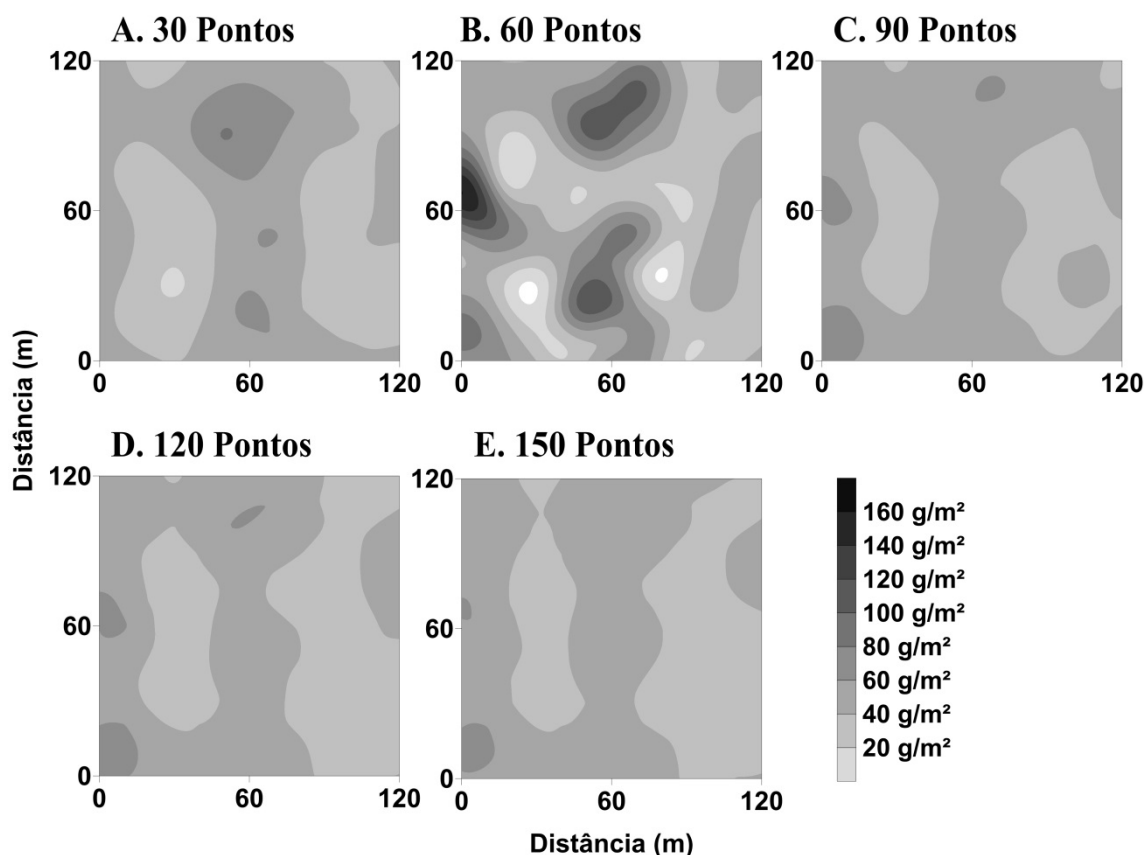 A. 30 Pontos
B. 60 Pontos
C. 90 Pontos
120
120
120
60
60
60
0
0
0
0
60
120
0
60
120
0
60
120
Distância (m)
D. 120 Pontos
E. 150 Pontos
120
120
60
60
0
0
0
60
120
0
60
120
160 g/m²
140 g/m²
120 g/m²
100 g/m²
80 g/m²
60 g/m²
40 g/m²
20 g/m²
Distância (m)